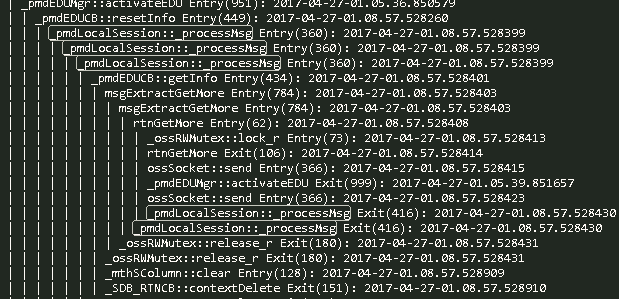 _pmdEDUMgr::activateEDU Entry(951): 2017-04-27-01.05.36.850579
_pmdEDUCB::resetInfo Entry(449): 2017-04-27-01.08.57.528260
_pmdLocalSession::_processMsg Entry(360): 2017-04-27-01.08.57.528399
_pmdLocalSession::_processMsg Entry(360): 2017-04-27-01.08.57.528399
_pmdLocalSession::_processMsg Entry(360): 2017-04-27-01.08.57.528399
_pmdEDUCB::getInfo Entry(434): 2017-04-27-01.08.57.528401
msgExtractGetMore Entry(784): 2017-04-27-01.08.57.528403
msgExtractGetMore Entry(784): 2017-04-27-01.08.57.528403
rtnGetMore Entry(62): 2017-04-27-01.08.57.528408
_ossRWMutex::lock_r Entry(73): 2017-04-27-01.08.57.528413
rtnGetMore Exit(106): 2017-04-27-01.08.57.528414
ossSocket::send Entry(366): 2017-04-27-01.08.57.528415
_pmdEDUMgr::activateEDU Exit(999): 2017-04-27-01.05.39.851657
ossSocket::send Entry(366): 2017-04-27-01.08.57.528423
_pmdLocalSession::_processMsg Exit(416): 2017-04-27-01.08.57.528430
_pmdLocalSession::_processMsg Exit(416): 2017-04-27-01.08.57.528430
_ossRWMutex::release_r Exit(180): 2017-04-27-01.08.57.528431
_ossRWMutex::release_r Exit(180): 2017-04-27-01.08.57.528431
_mthSColumn::clear Entry(128): 2017-04-27-01.08.57.528909
_SDB_RTNCB::contextDelete Exit(151): 2017-04-27-01.08.57.528910